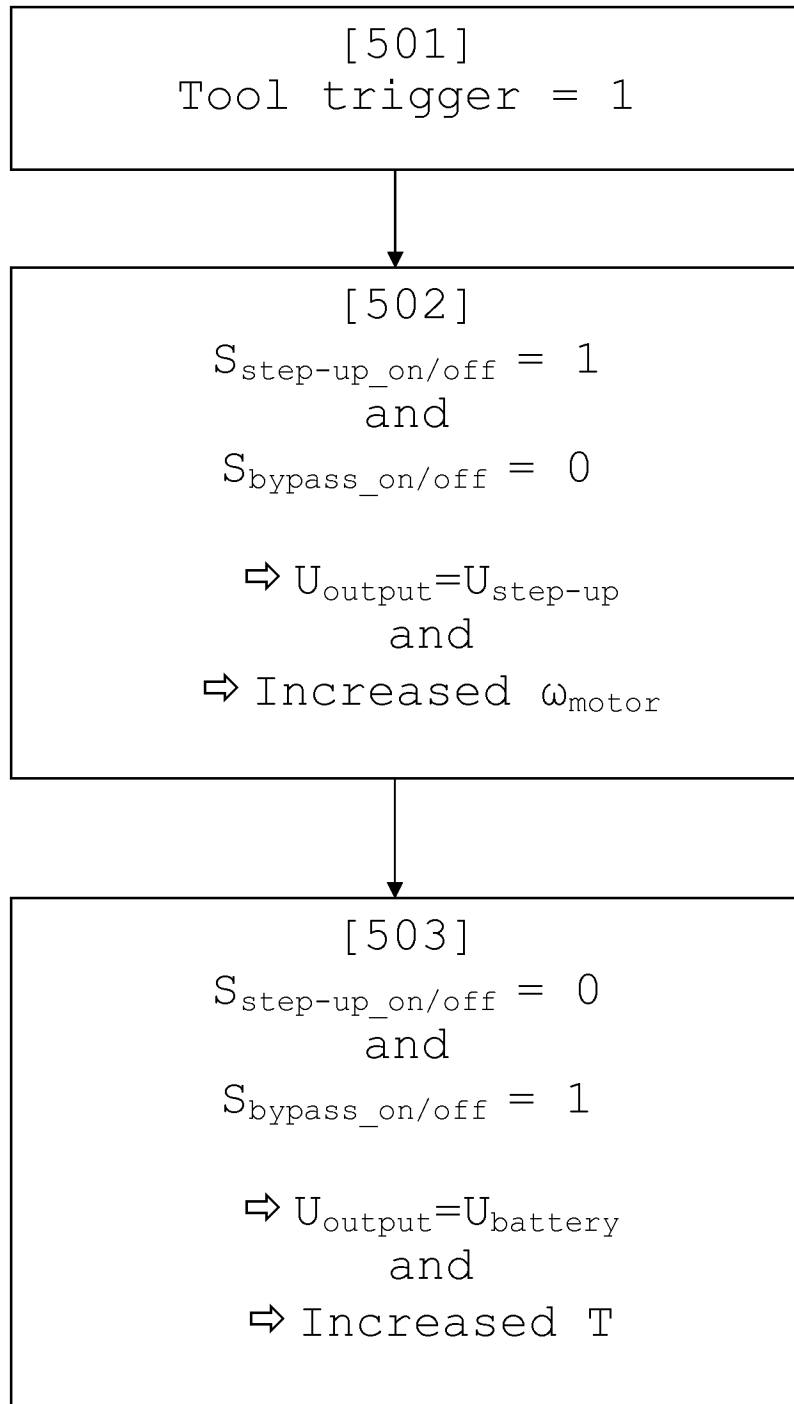 [501]
Tool trigger = 1
[502]
Sstep-up_on/off = 1
and
Sbypass_on/off = 0
⇨ Uoutput=Ustep-up
and
⇨ Increased ωmotor
[503]
Sstep-up_on/off = 0
and
Sbypass_on/off = 1
⇨ Uoutput=Ubattery
and
⇨ Increased T